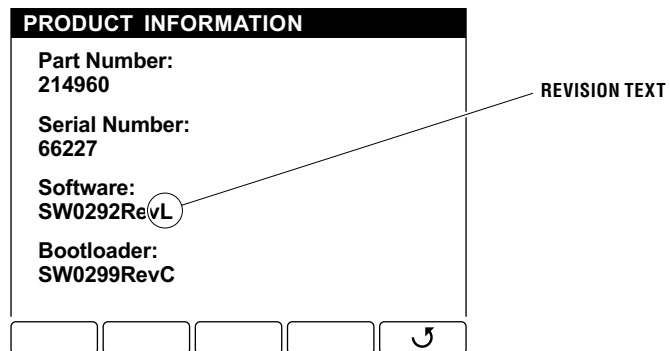 PRODUCT INFORMATION
Part Number:
214960
REVISION TEXT
Serial Number:
66227
Software:
SW0292RevL
Bootloader:
SW0299RevC